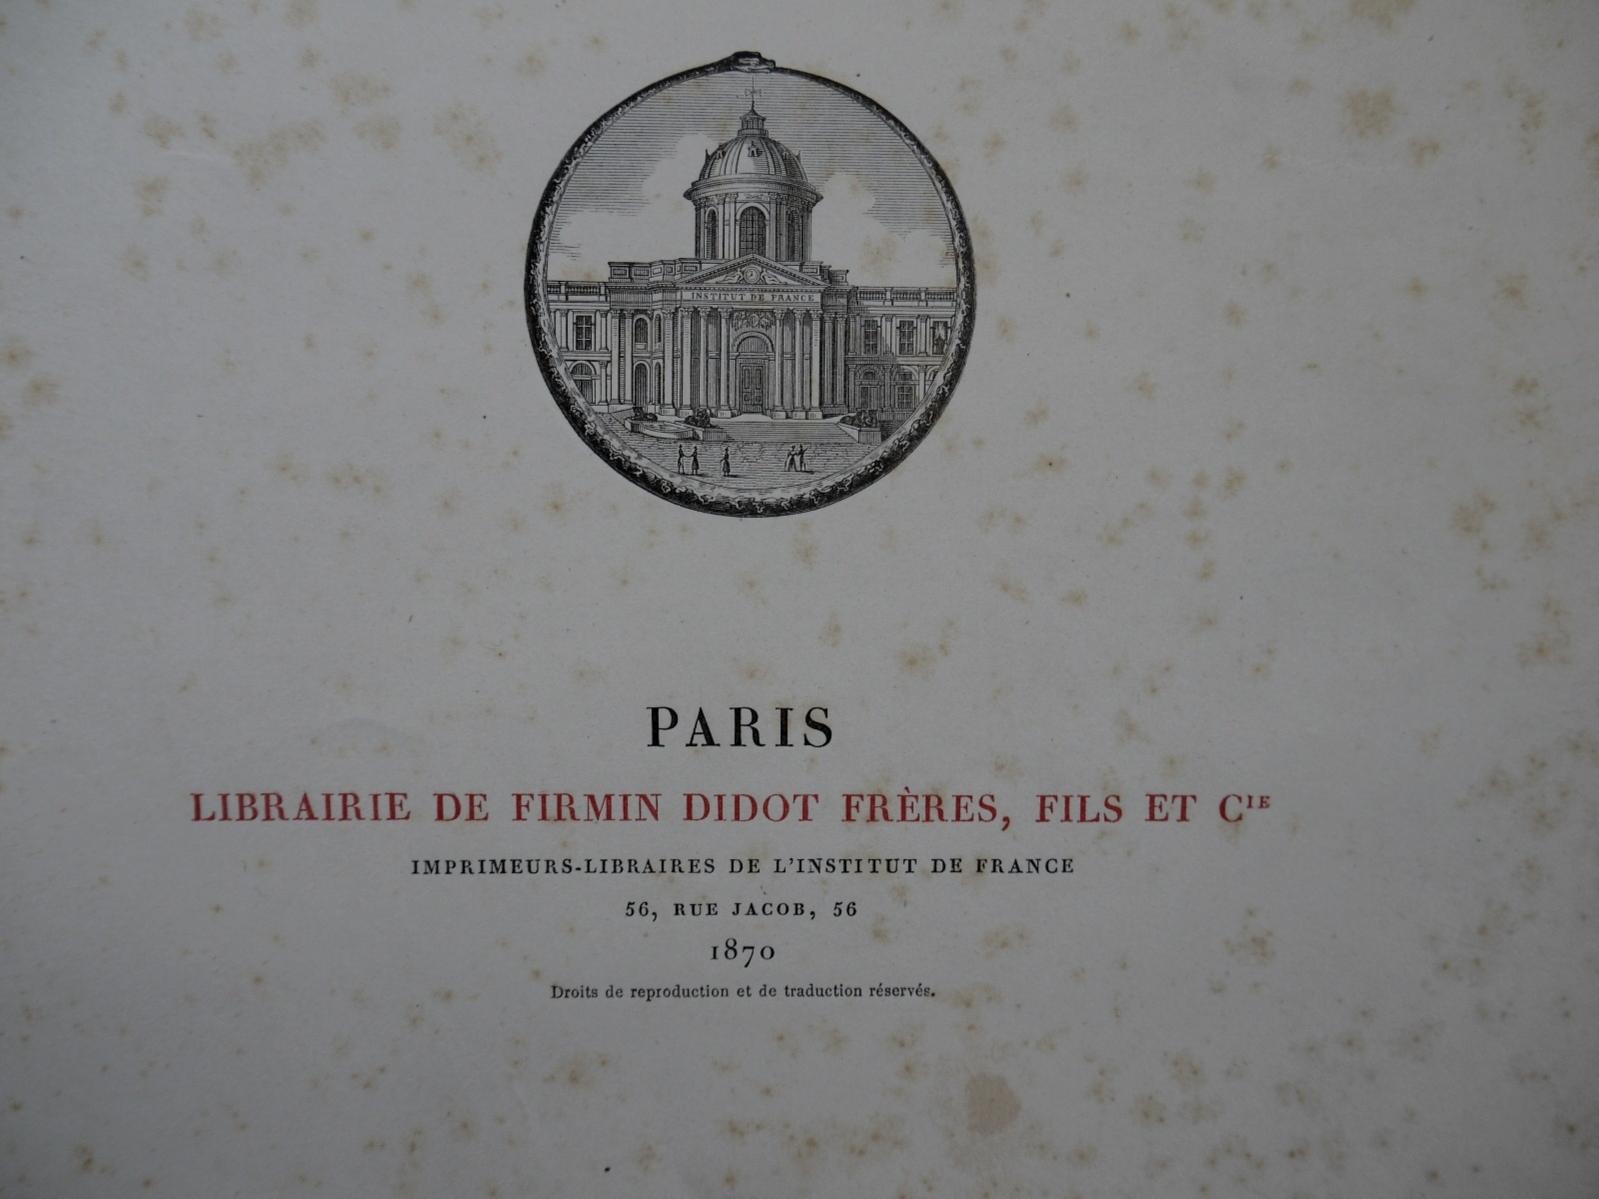 INSTITUT DE FRANCE
PARIS
LIBRAIRIE DE FIRMIN DIDOT FRÈRES, FILS ET CIE
IMPRIMEURS-LIBRAIRES DE L'INSTITUT DE FRANCE
56, RUE JACOB, 56
1870
Droits de reproduction et de traduction réservés.